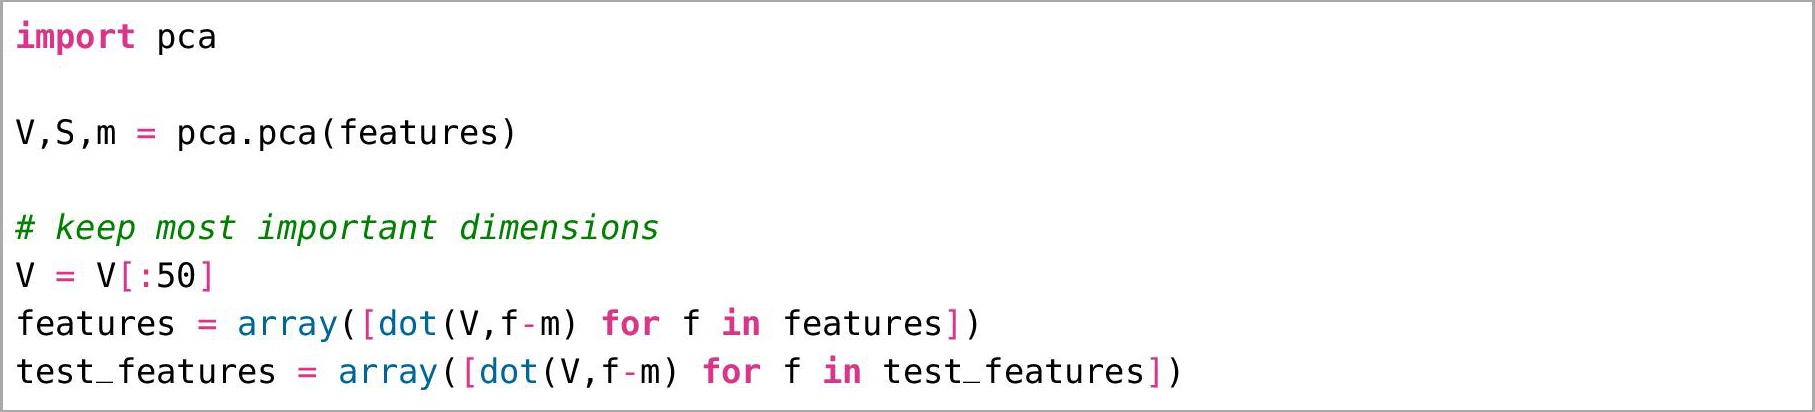 import pca
V,S,m = pca.pca(features)
# keep most important dimensions
V = V[:50]
features = array([dot(V,f-m) for f in features])
test_features = array([dot(V,f-m) for f in test_features])